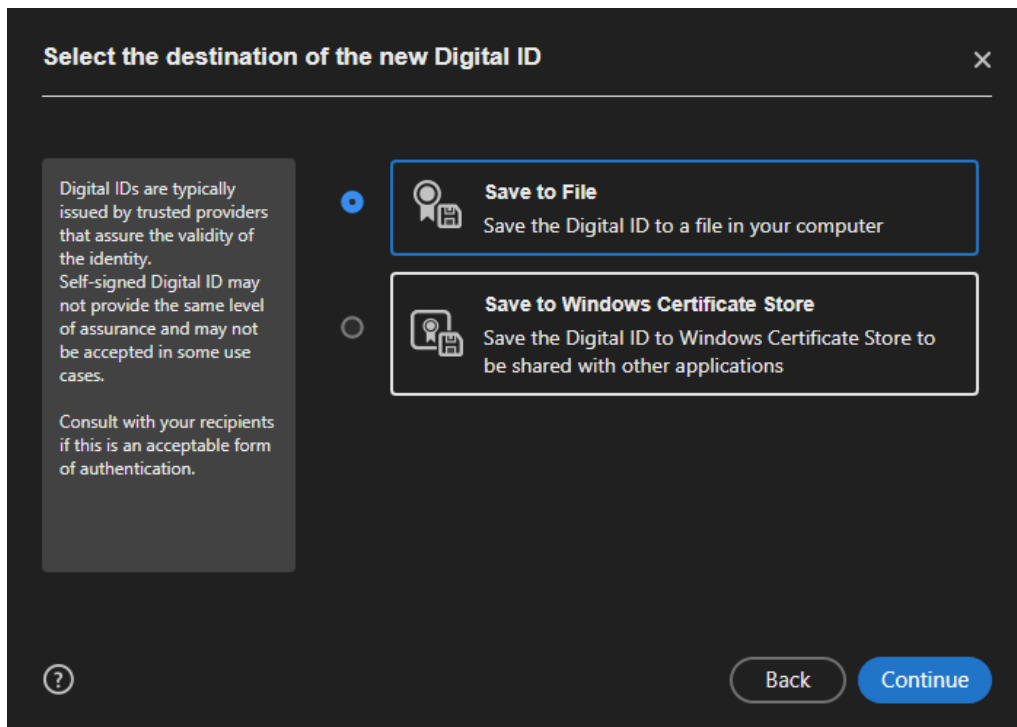 Select the destination of the new Digital ID
Digital IDs are typically
issued by trusted providers
that assure the validity of
the identity.
Self-signed Digital ID may
not provide the same level
of assurance and may not
be accepted in some use
cases.
Consult with your recipients
if this is an acceptable form
of authentication.
Save to File
Save the Digital ID to a file in your computer
Save to Windows Certificate Store
Save the Digital ID to Windows Certificate Store to
be shared with other applications
?
Back
Continue